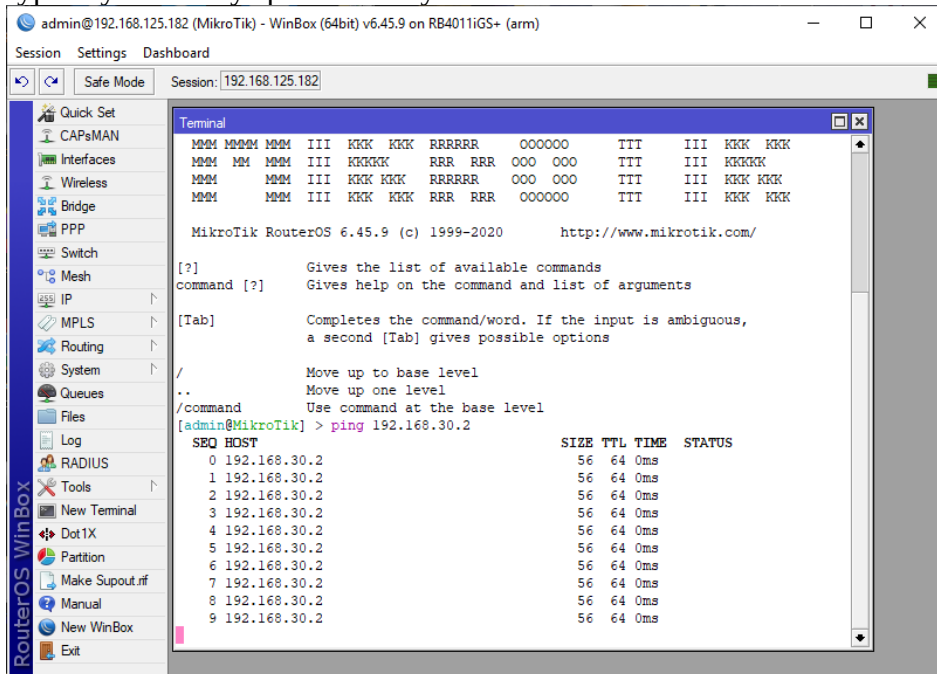 admin@192.168.125.182 (MikroTik) - WinBox (64bit) v6.45.9 on RB4011iGS+ (arm)
Session Settings Dashboard
Safe Mode Session: 192.168.125.182
Quick Set
CAPsMAN
Interfaces
Wireless
Bridge
PPP
Switch
Mesh
IP
MPLS
Routing
System
Queues
Files
Log
RADIUS
Tools
New Terminal
Dot1X
Partition
Make Supout.rif
Manual
New WinBox
Exit
RouterOS WinBox
Terminal
MMM MMMM MMM III KKK KKK RRRRRR OOOOOO TTT III KKK KKK
MMM MM MMM III KKKKK RRR RRR OOO OOO TTT III KKKKK
MMM MMM III KKK KKK RRRRRR OOO OOO TTT III KKK KKK
MMM MMM III KKK KKK RRR RRR OOOOOO TTT III KKK KKK
MikroTik RouterOS 6.45.9 (c) 1999-2020 http://www.mikrotik.com/
[?] Gives the list of available commands
command [?] Gives help on the command and list of arguments
[Tab] Completes the command/word. If the input is ambiguous,
a second [Tab] gives possible options
/ Move up to base level
.. Move up one level
/command Use command at the base level
[admin@MikroTik] > ping 192.168.30.2
SEQ HOST SIZE TTL TIME STATUS
0 192.168.30.2 56 64 0ms
1 192.168.30.2 56 64 0ms
2 192.168.30.2 56 64 0ms
3 192.168.30.2 56 64 0ms
4 192.168.30.2 56 64 0ms
5 192.168.30.2 56 64 0ms
6 192.168.30.2 56 64 0ms
7 192.168.30.2 56 64 0ms
8 192.168.30.2 56 64 0ms
9 192.168.30.2 56 64 0ms